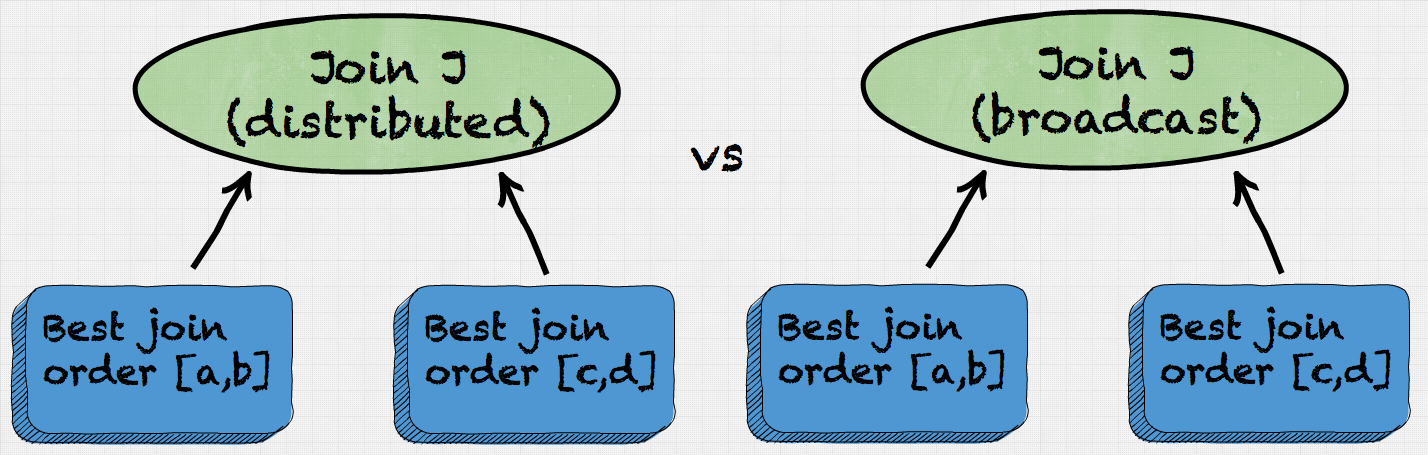 Join J
(distributed)
vs
Join J
(broadcast)
Best join
order [a,b]
Best join
order [c,d]
Best join
order [a,b]
Best join
order [c,d]